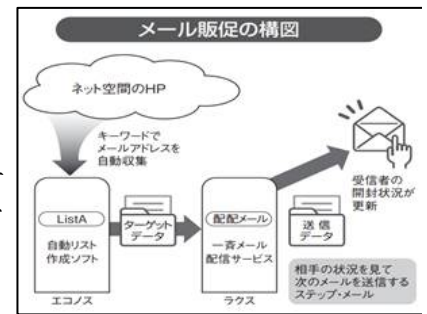 メール販促の構図
ネット空間のHP
キーワードで
メールアドレスを
自動収集
ListA
自動リスト
作成ソフト
エコノス
ターゲット
データ
配配メール
一斉メール
配信サービス
ラクス
送信
データ
受信者の
開封状況が
更新
相手の状況を見て
次のメールを送信する
ステップ・メール